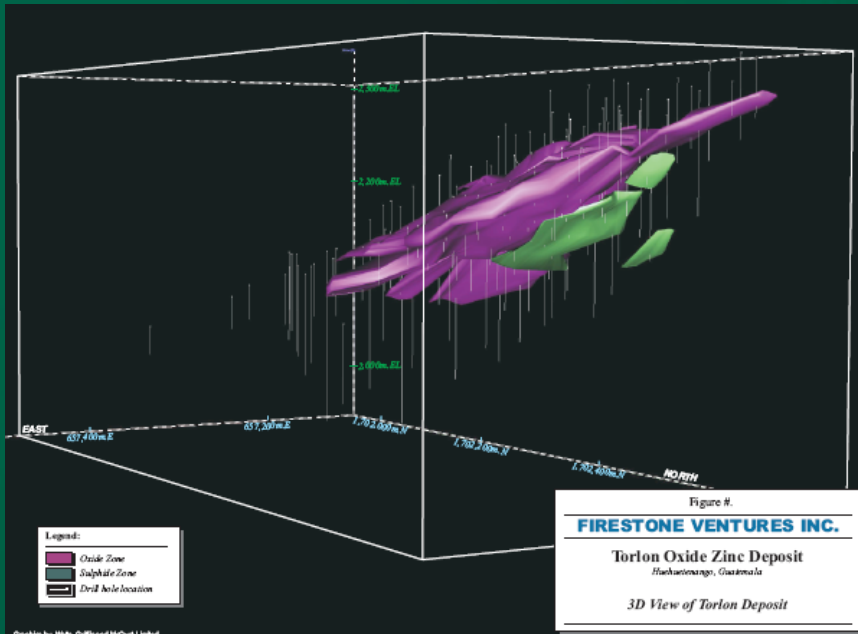 2,300m.EL
2,200m.EL
2,000m.EL
EAST
637,400m.E
637,200m.E
1,702,000m.N
1,702,200m.N
1,702,400m.N
NORTH
Legend:
Oxide Zone
Sulphide Zone
Drill hole location
Figure #.
FIRESTONE VENTURES INC.
Torlon Oxide Zinc Deposit
Huehuetenango, Guatemala
3D View of Torlon Deposit